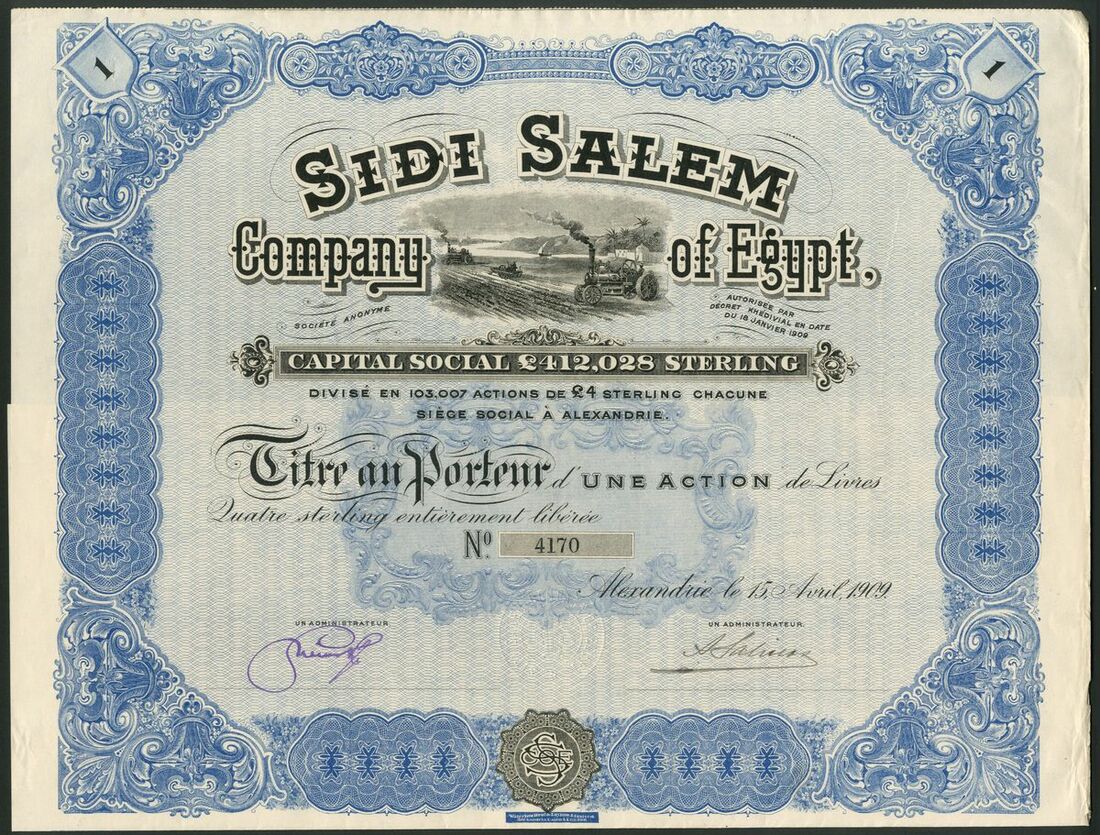 1
1
SIDI SALEM
Company of Egypt,
SOCIÉTÉ ANONYME
AUTORISÉE PAR
DÉCRET KHÉDIVIAL EN DATE
DU 18 JANVIER 1909
CAPITAL SOCIAL £412,028 STERLING
DIVISÉ EN 103.007 ACTIONS DE £4 STERLING CHACUNE
SIÈGE SOCIAL À ALEXANDRIE.
Titre au Porteur d'UNE ACTION de Livres
Quatre sterling entièrement libérée
Nº. 4170
Alexandrie le 15, Avril, 1909.
UN ADMINISTRATEUR
UN ADMINISTRATEUR.